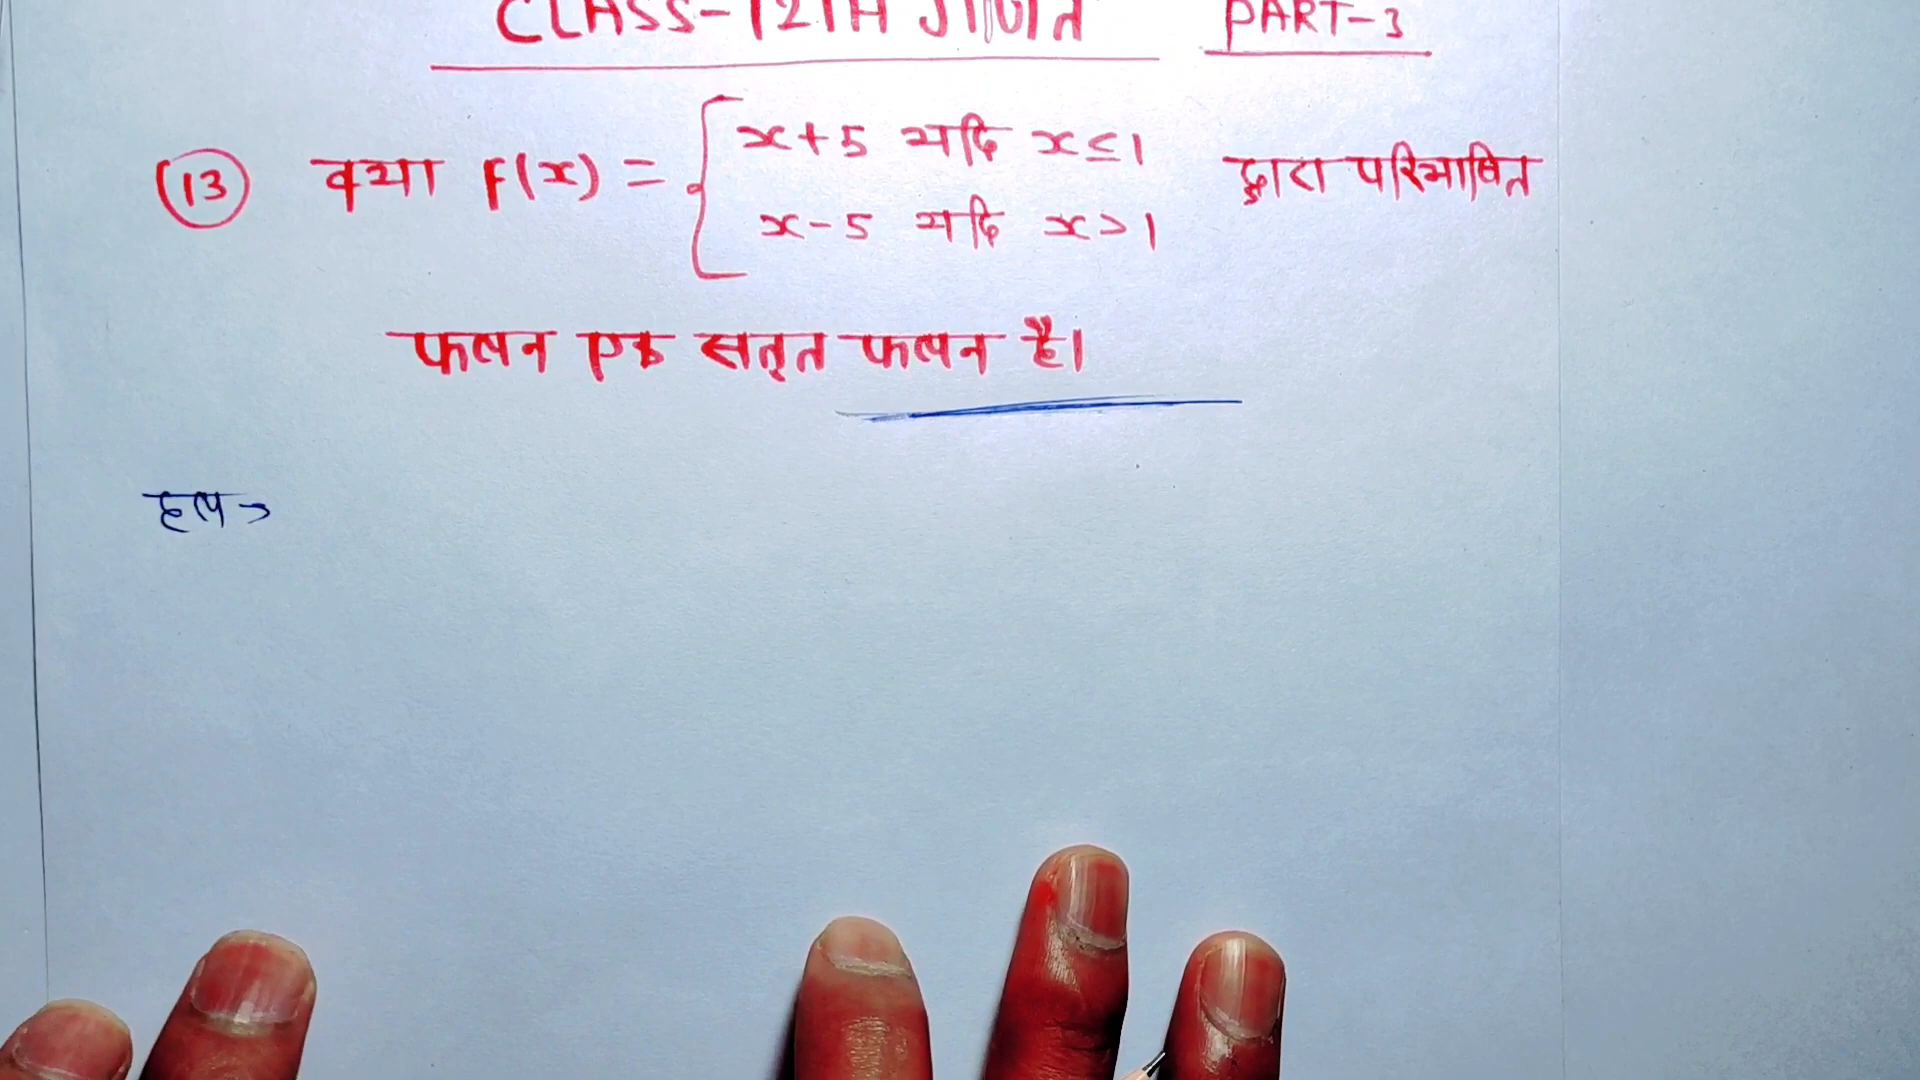 CLASS-12TH गणित PART-3
(13) क्या f(x) = { x+5 यदि x≤1 द्वारा परिभाषित
x-5 यदि x>1
फलन एक सतत फलन है।
हल→